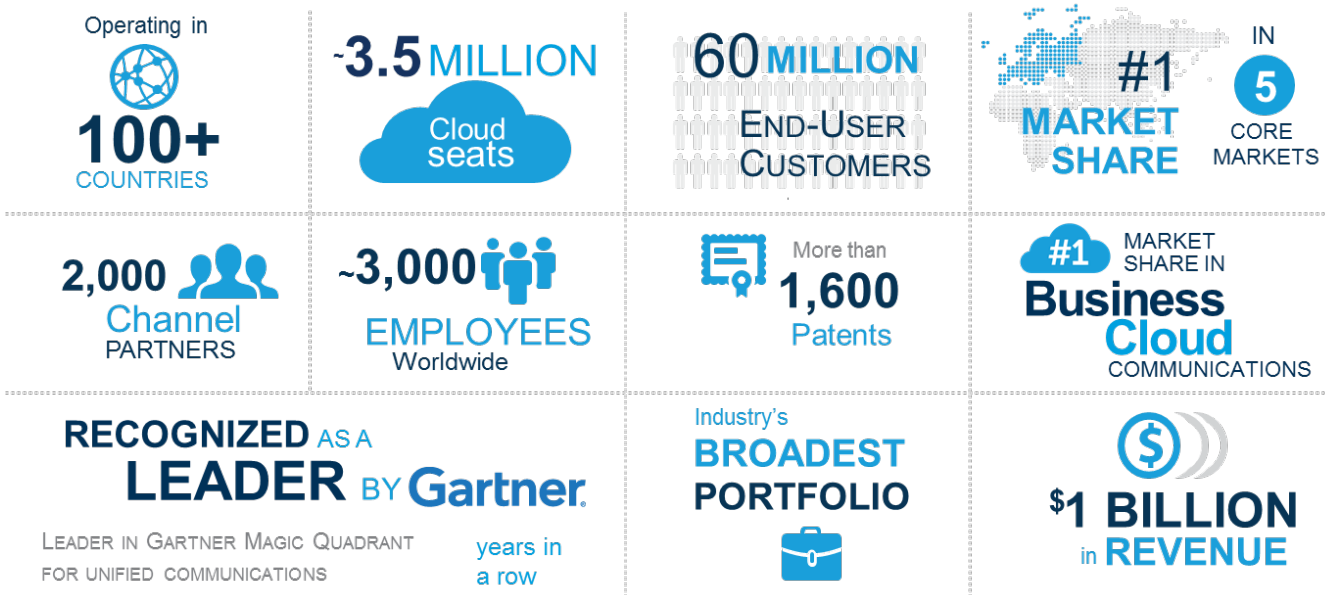 Operating in
100+
COUNTRIES
~3.5 MILLION
Cloud
seats
60 MILLION
END-USER
CUSTOMERS
#1
MARKET
SHARE
IN
5
CORE
MARKETS
2,000
Channel
PARTNERS
~3,000
EMPLOYEES
Worldwide
More than
1,600
Patents
#1
MARKET
SHARE IN
Business
Cloud
COMMUNICATIONS
RECOGNIZED AS A
LEADER BY Gartner®
LEADER IN GARTNER MAGIC QUADRANT
FOR UNIFIED COMMUNICATIONS
years in
a row
Industry's
BROADEST
PORTFOLIO
$
$1 BILLION
in REVENUE